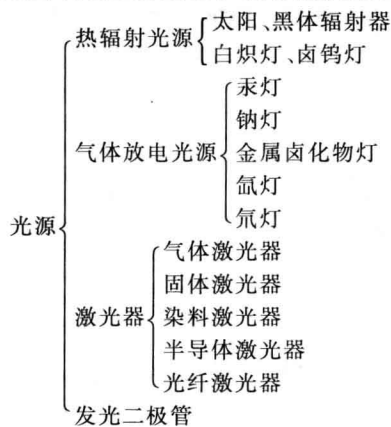 热辐射光源
太阳、黑体辐射器
白炽灯、卤钨灯
气体放电光源
汞灯
钠灯
金属卤化物灯
氙灯
氘灯
光源
激光器
气体激光器
固体激光器
染料激光器
半导体激光器
光纤激光器
发光二极管